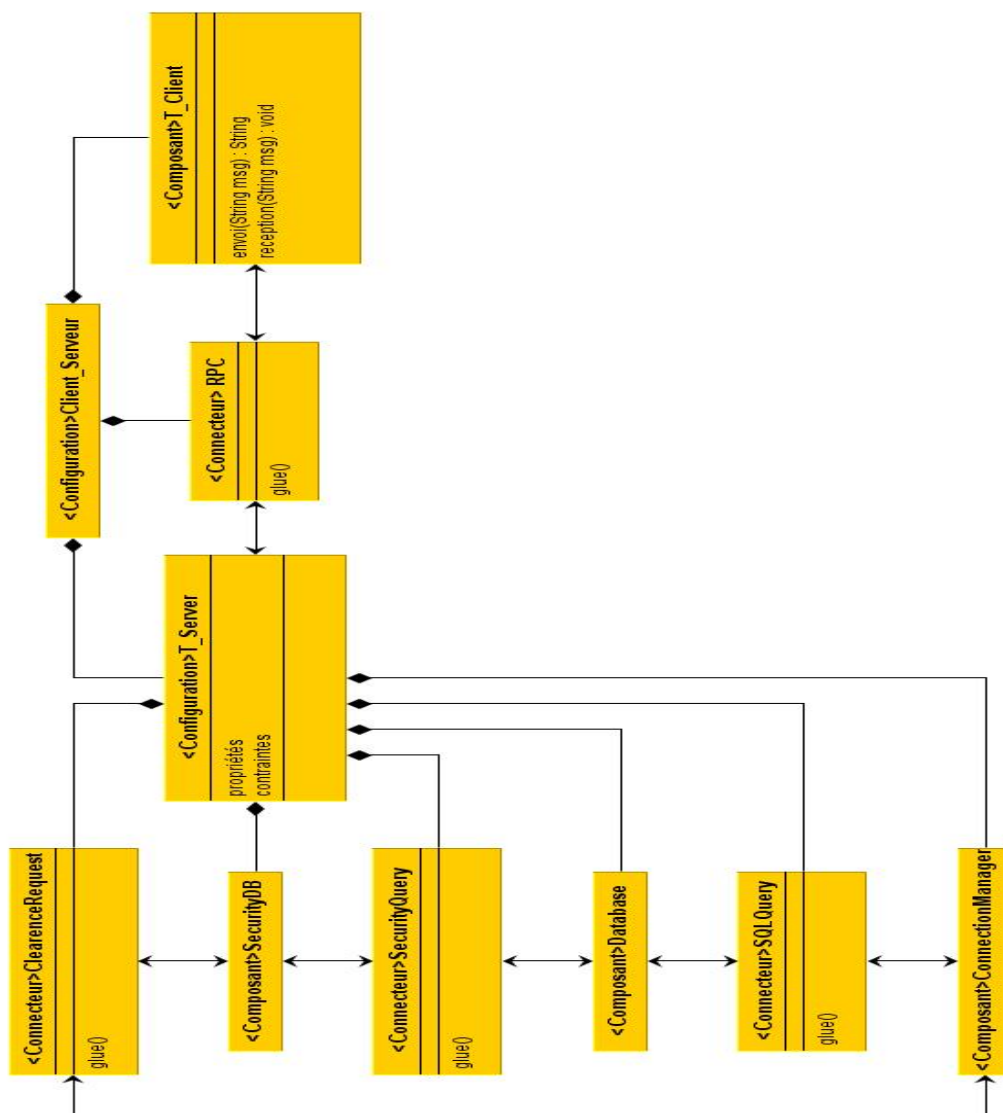 <Connecteur>ClearenceRequest
glue()
<Configuration>Client_Serveur
<Composant>T_Client
envoi(String msg) : String
reception(String msg) : void
<Configuration>T_Server
propriétés
contraintes
<Connecteur> RPC
glue()
<Composant>SecurityDB
<Connecteur>SecurityQuery
glue()
<Composant>Database
<Connecteur>SQLQuery
glue()
<Composant>ConnectionManager